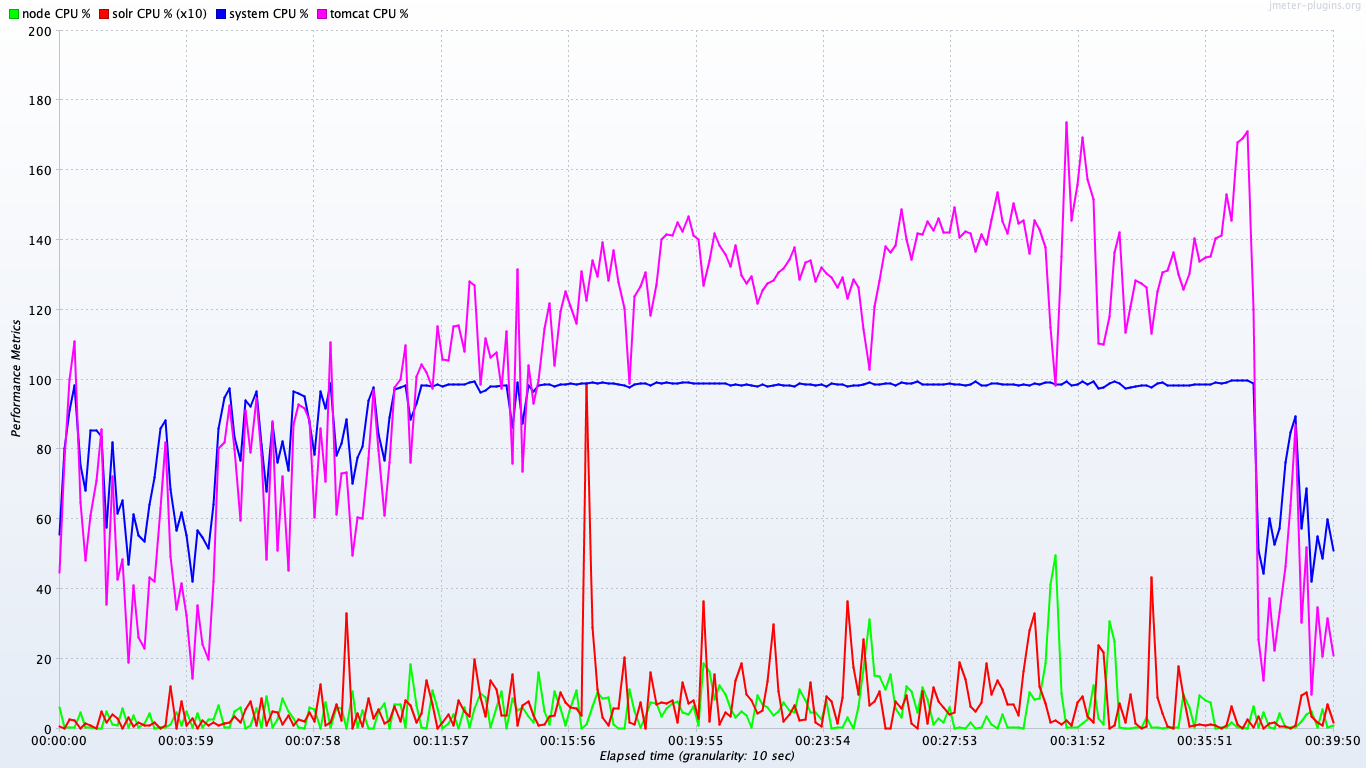 jmeter-plugins.org
node CPU % solr CPU % (x10) system CPU % tomcat CPU %
200
180
160
140
120
100
80
60
40
20
0
Performance Metrics
00:00:00 00:03:59 00:07:58 00:11:57 00:15:56 00:19:55 00:23:54 00:27:53 00:31:52 00:35:51 00:39:50
Elapsed time (granularity: 10 sec)